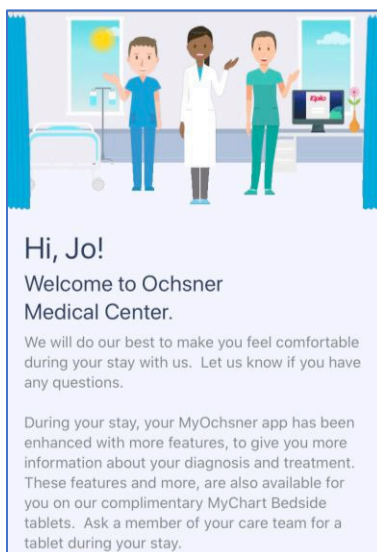 Epic
Hi, Jo!
Welcome to Ochsner
Medical Center.
We will do our best to make you feel comfortable
during your stay with us.  Let us know if you have
any questions.
During your stay, your MyOchsner app has been
enhanced with more features, to give you more
information about your diagnosis and treatment.
These features and more, are also available for
you on our complimentary MyChart Bedside
tablets.  Ask a member of your care team for a
tablet during your stay.